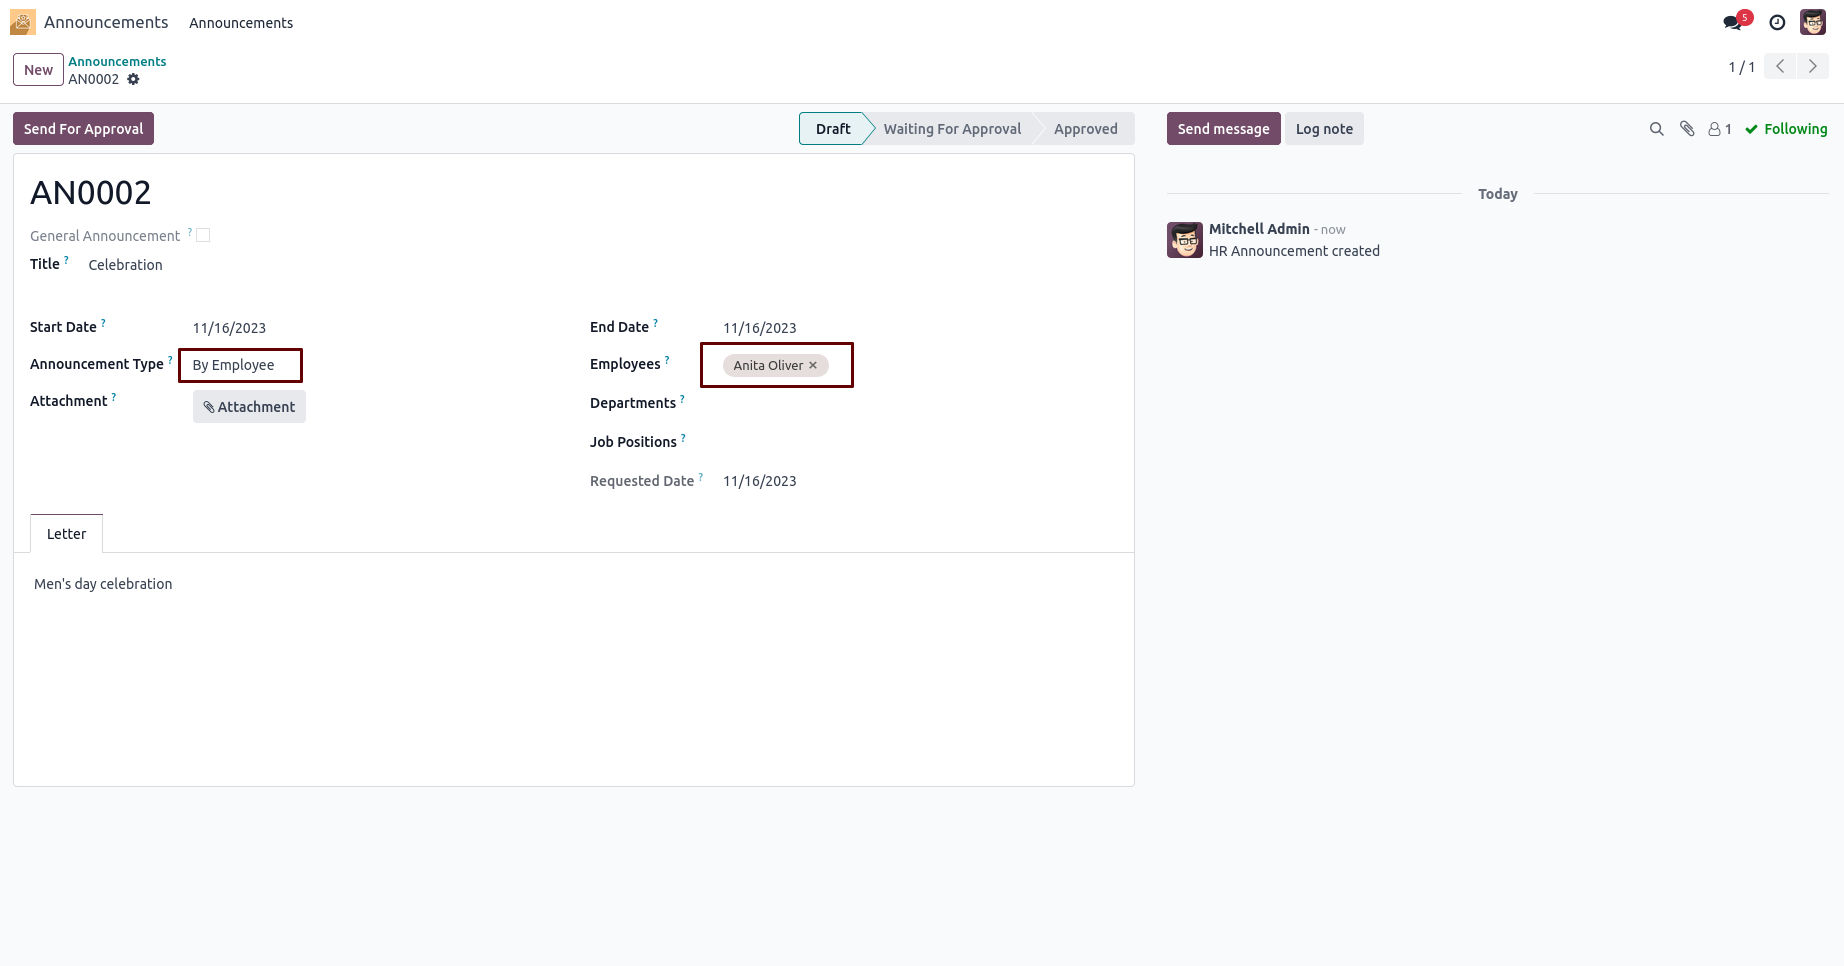 Announcements Announcements 5
New Announcements
AN0002
1 / 1
Send For Approval Draft Waiting For Approval Approved Send message Log note 1 Following
AN0002
General Announcement ?
Title ? Celebration
Start Date ? 11/16/2023 End Date ? 11/16/2023
Announcement Type ? By Employee Employees ? Anita Oliver ×
Attachment ? Attachment Departments ?
Job Positions ?
Requested Date ? 11/16/2023
Letter
Men's day celebration
Today
Mitchell Admin - now
HR Announcement created